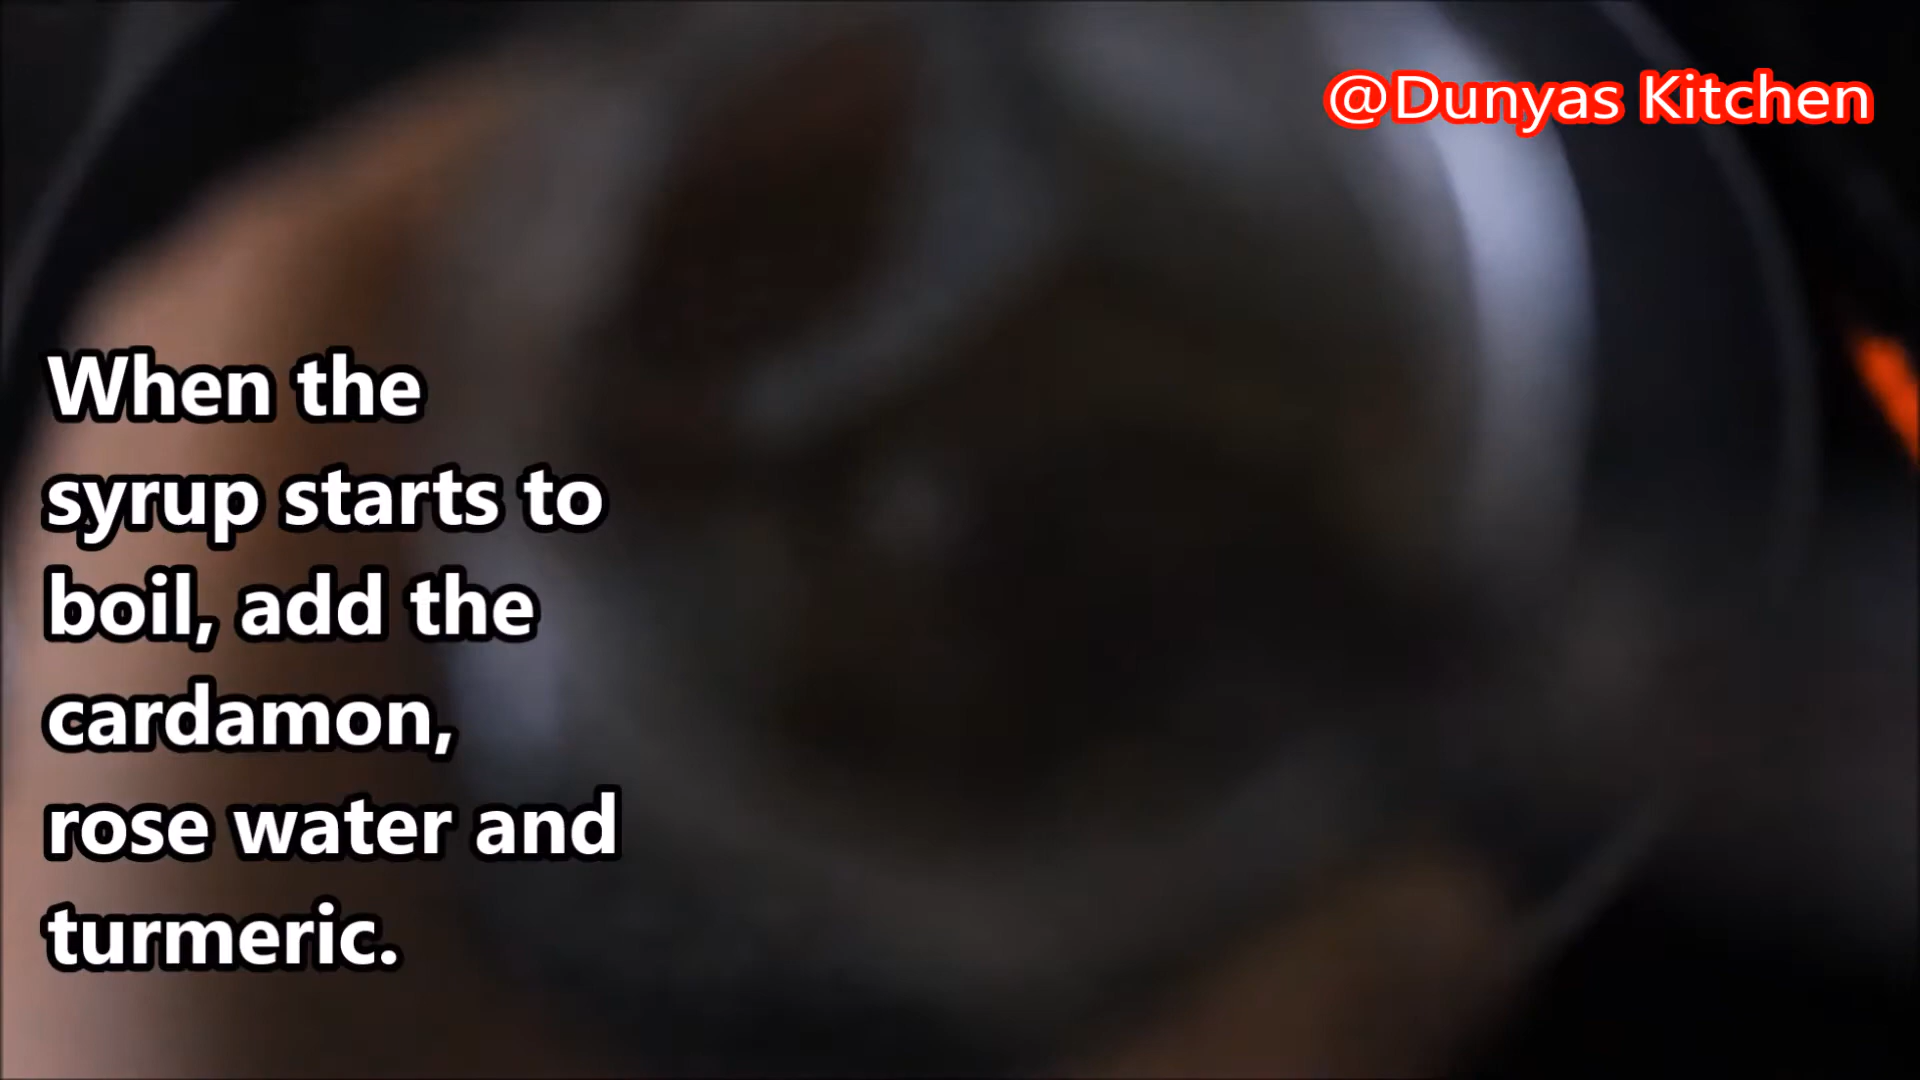 @Dunyas Kitchen
When the
syrup starts to
boil, add the
cardamon,
rose water and
turmeric.